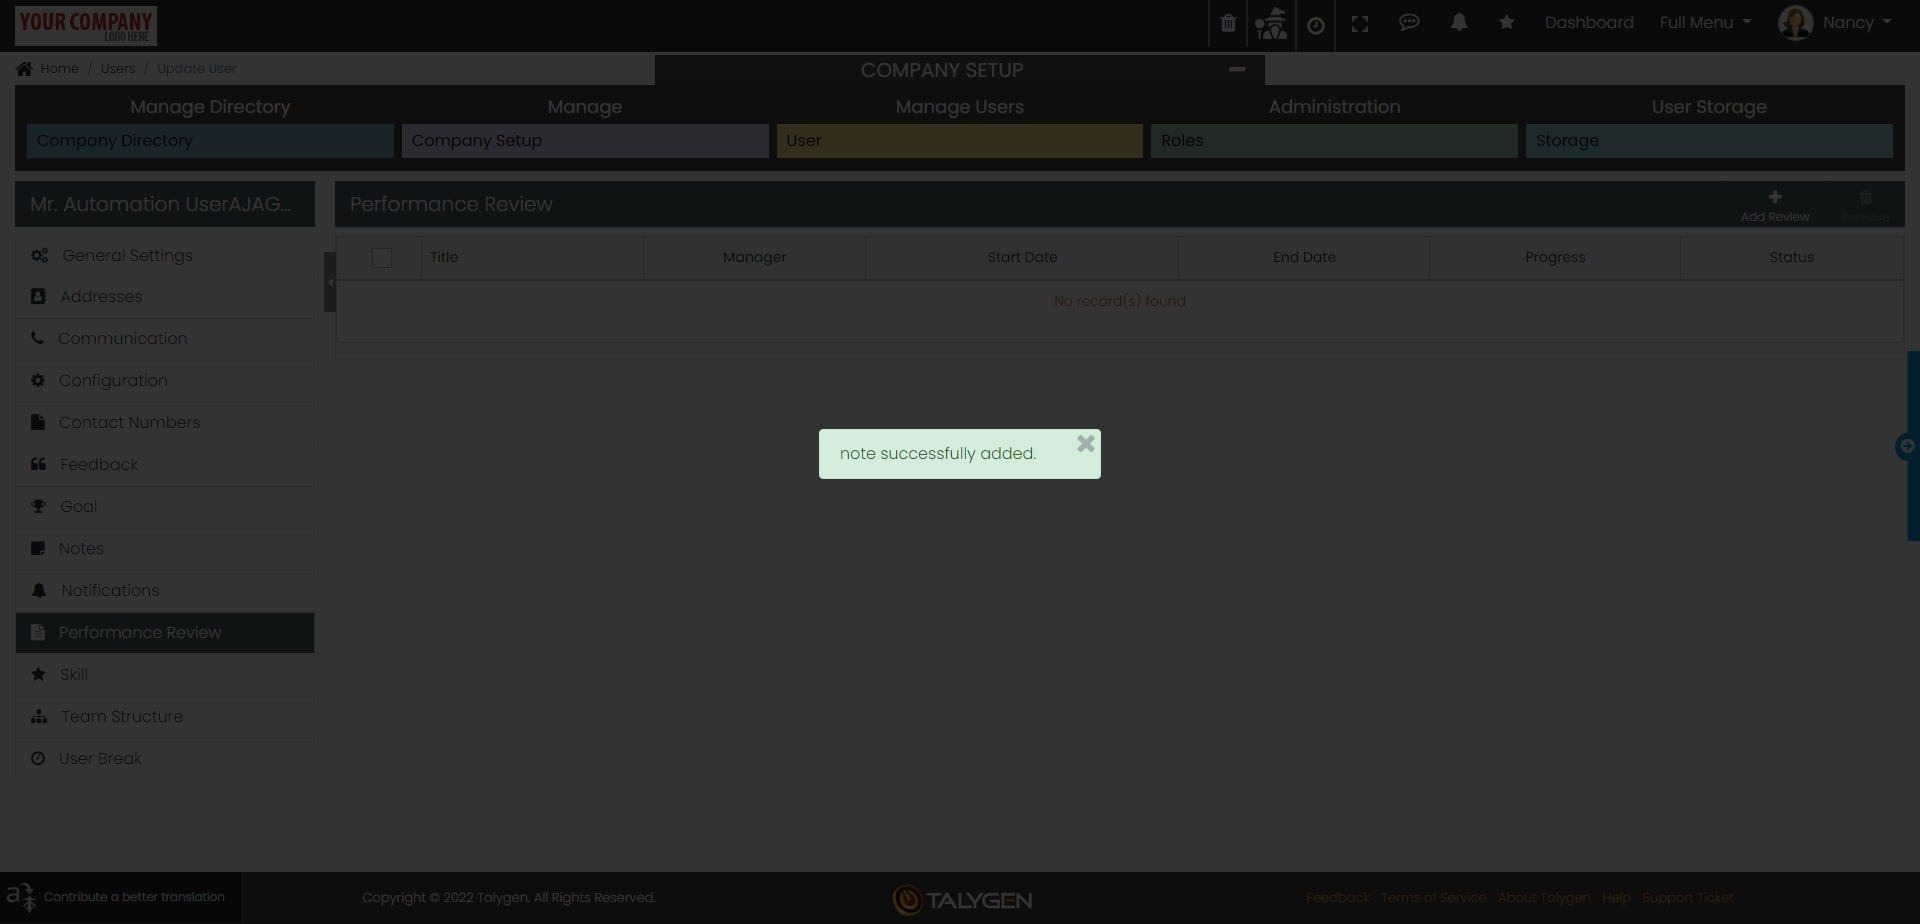 YOUR COMPANY
LOGO HERE
Dashboard
Full Menu
Nancy
Home / Users / Update User
COMPANY SETUP
Manage Directory
Manage
Manage Users
Administration
User Storage
Company Directory
Company Setup
User
Roles
Storage
Mr. Automation UserAJAG...
Performance Review
Add Review
Remove
General Settings
Addresses
Communication
Configuration
Contact Numbers
Feedback
Goal
Notes
Notifications
Performance Review
Skill
Team Structure
User Break
Title
Manager
Start Date
End Date
Progress
Status
No record(s) found
note successfully added.
Contribute a better translation
Copyright © 2022 Talygen. All Rights Reserved.
TALYGEN
Feedback Terms of Service About Talygen Help Support Ticket